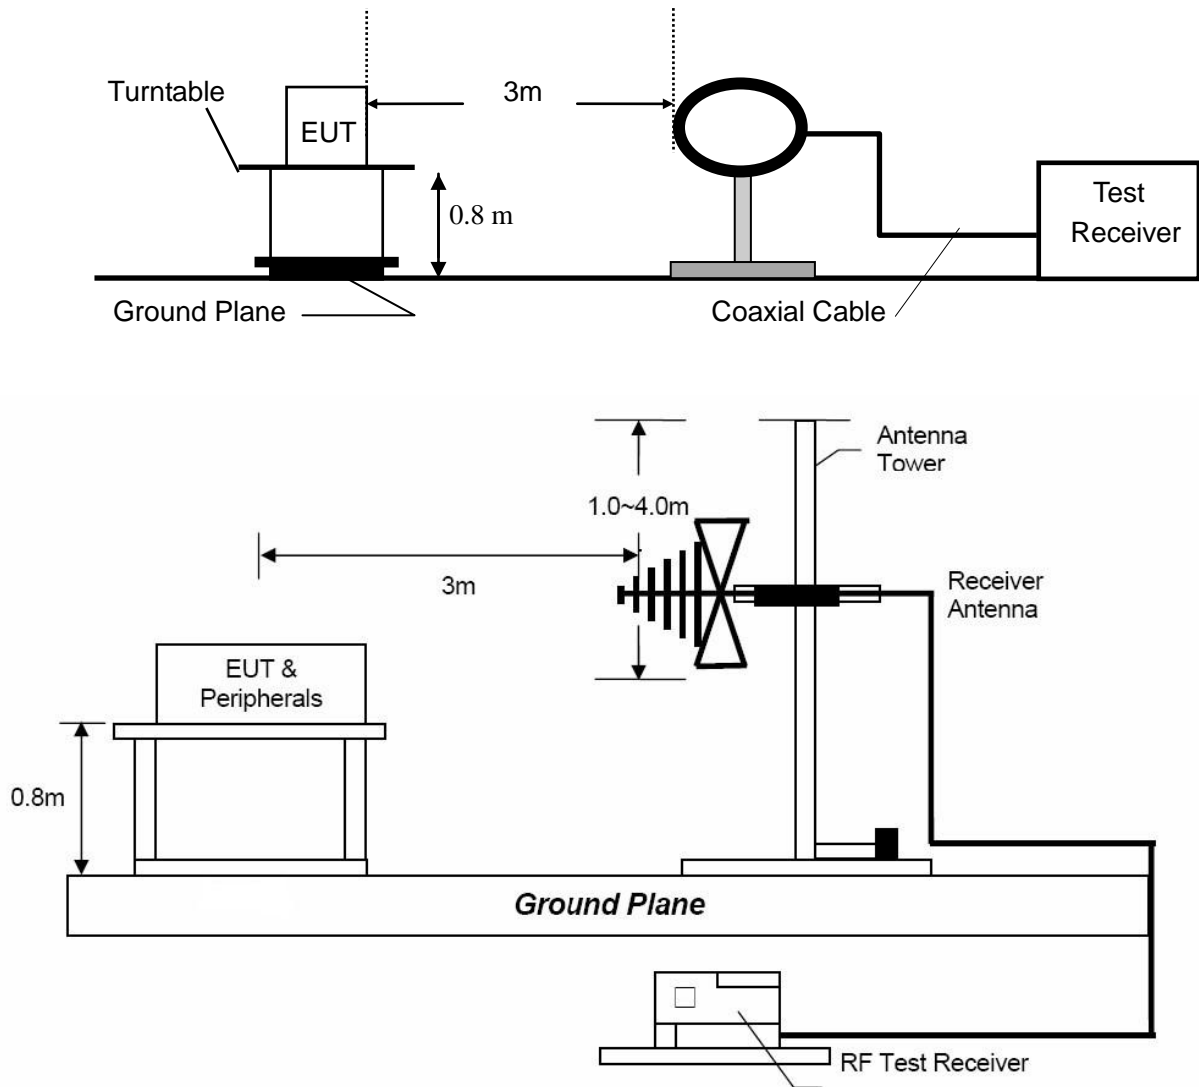 Turntable
3m
EUT
0.8 m
Test
Receiver
Ground Plane
Coaxial Cable
Antenna
Tower
1.0~4.0m
3m
Receiver
Antenna
EUT &
Peripherals
0.8m
Ground Plane
RF Test Receiver